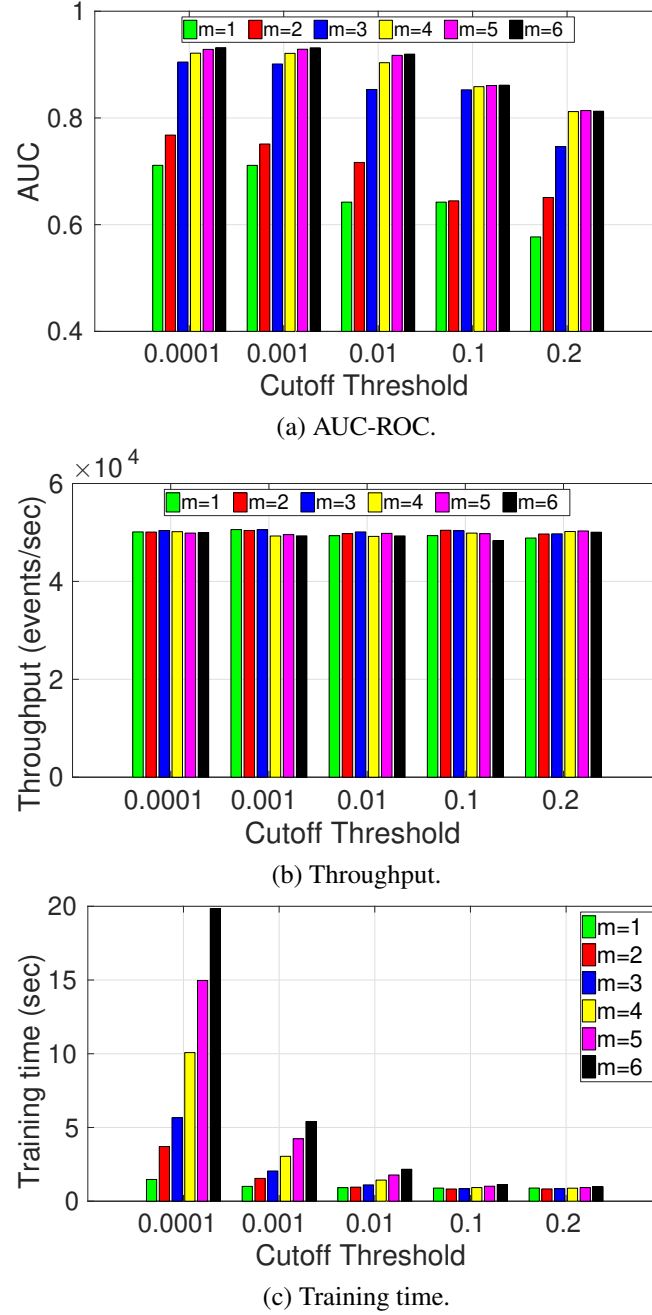 1
m=1 m=2 m=3 m=4 m=5 m=6
0.8
0.6
0.4
AUC
0.0001 0.001 0.01 0.1 0.2
Cutoff Threshold
(a) AUC-ROC.
6 ×10^4
m=1 m=2 m=3 m=4 m=5 m=6
4
2
0
Throughput (events/sec)
0.0001 0.001 0.01 0.1 0.2
Cutoff Threshold
(b) Throughput.
20
15
10
5
0
Training time (sec)
m=1
m=2
m=3
m=4
m=5
m=6
0.0001 0.001 0.01 0.1 0.2
Cutoff Threshold
(c) Training time.